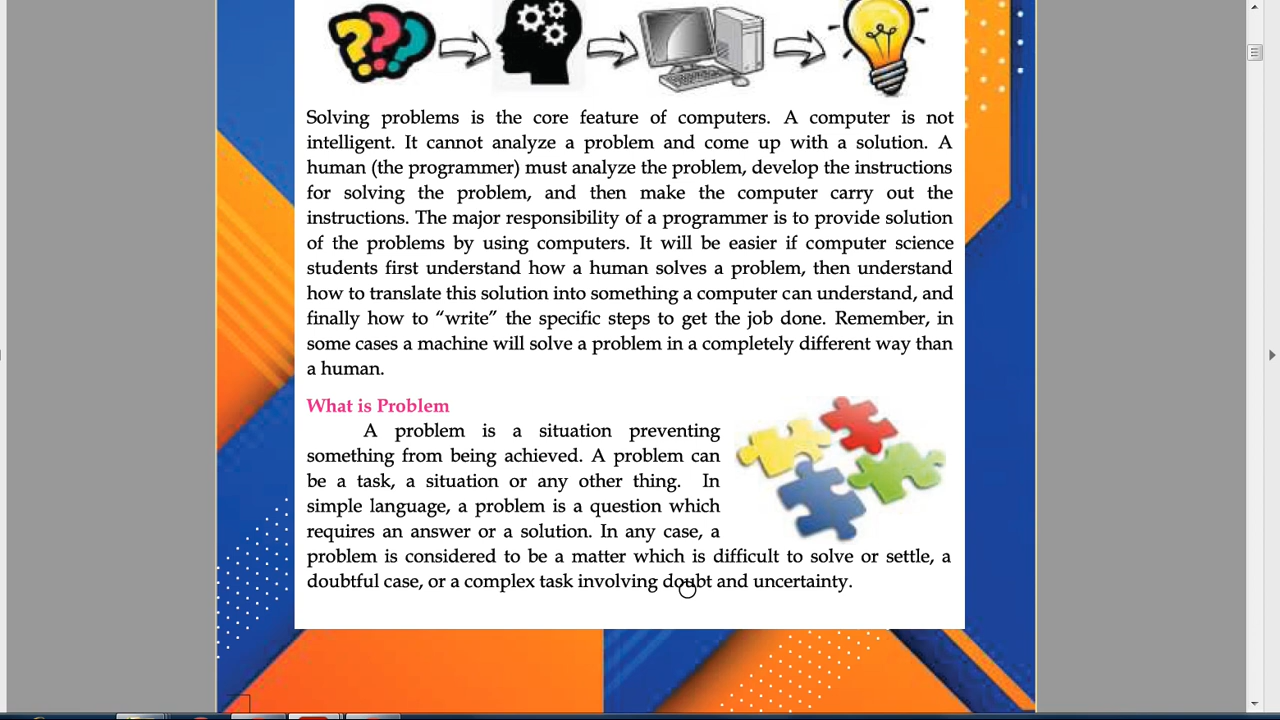 Solving problems is the core feature of computers. A computer is not
intelligent. It cannot analyze a problem and come up with a solution. A
human (the programmer) must analyze the problem, develop the instructions
for solving the problem, and then make the computer carry out the
instructions. The major responsibility of a programmer is to provide solution
of the problems by using computers. It will be easier if computer science
students first understand how a human solves a problem, then understand
how to translate this solution into something a computer can understand, and
finally how to “write” the specific steps to get the job done. Remember, in
some cases a machine will solve a problem in a completely different way than
a human.
What is Problem
A problem is a situation preventing
something from being achieved. A problem can
be a task, a situation or any other thing. In
simple language, a problem is a question which
requires an answer or a solution. In any case, a
problem is considered to be a matter which is difficult to solve or settle, a
doubtful case, or a complex task involving doubt and uncertainty.